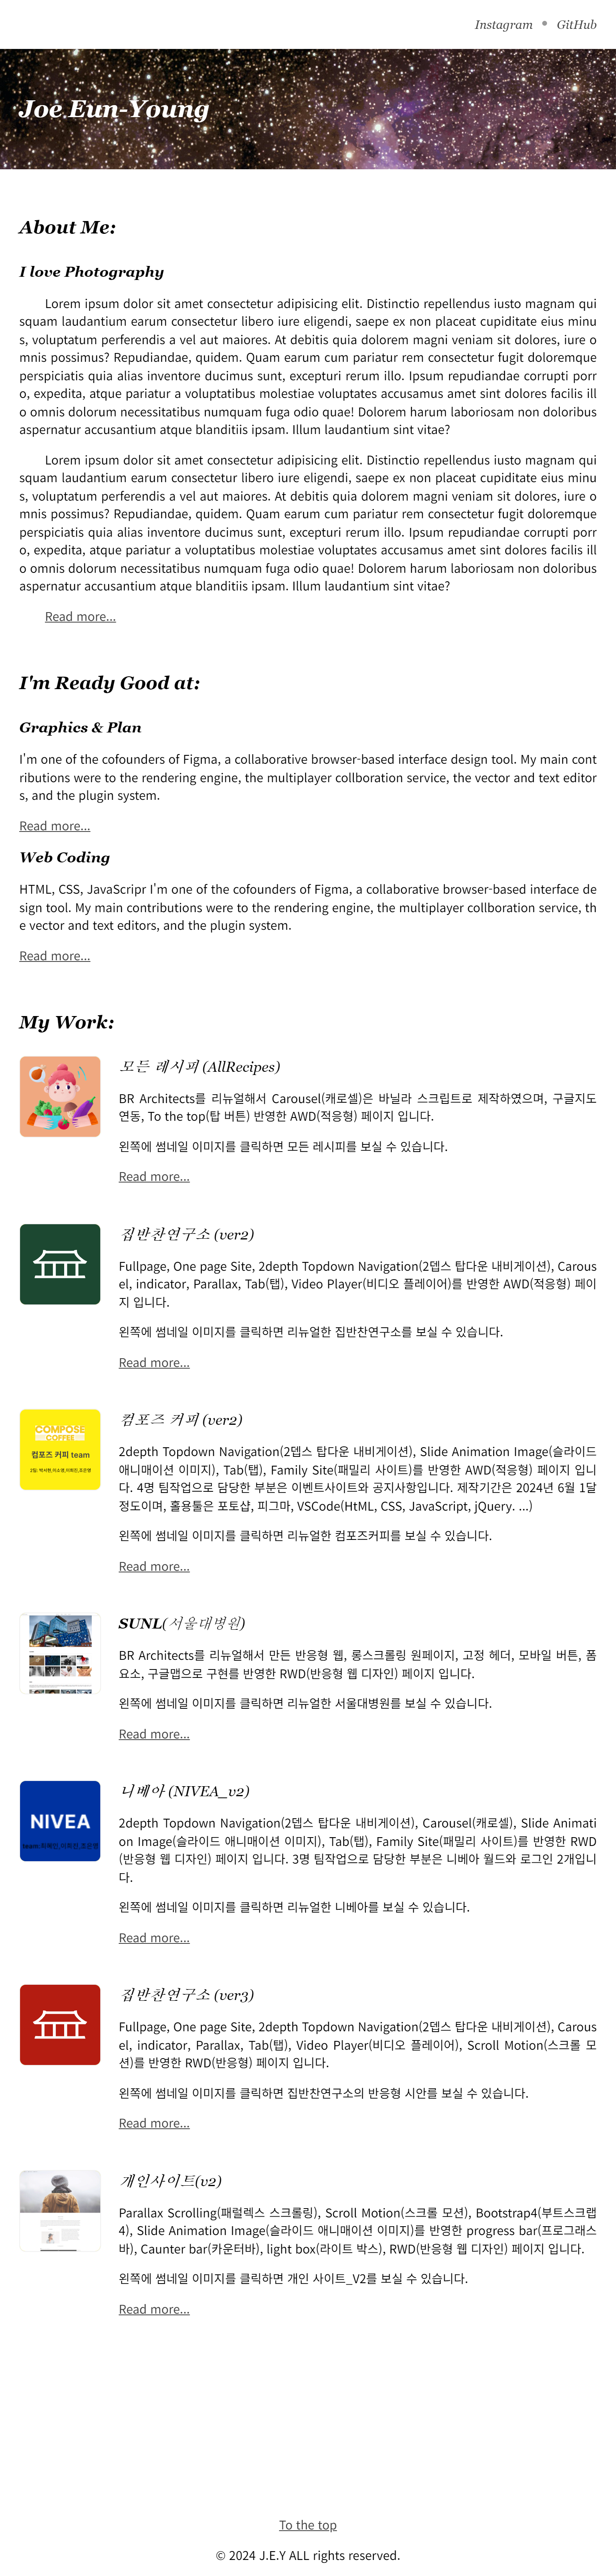 Instagram • GitHub
Joe Eun-Young
About Me:
I love Photography
Lorem ipsum dolor sit amet consectetur adipisicing elit. Distinctio repellendus iusto magnam qui
squam laudantium earum consectetur libero iure eligendi, saepe ex non placeat cupiditate eius minu
s, voluptatum perferendis a vel aut maiores. At debitis quia dolorem magni veniam sit dolores, iure o
mnis possimus? Repudiandae, quidem. Quam earum cum pariatur rem consectetur fugit doloremque
perspiciatis quia alias inventore ducimus sunt, excepturi rerum illo. Ipsum repudiandae corrupti porr
o, expedita, atque pariatur a voluptatibus molestiae voluptates accusamus amet sint dolores facilis ill
o omnis dolorum necessitatibus numquam fuga odio quae! Dolorem harum laboriosam non doloribus
aspernatur accusantium atque blanditiis ipsam. Illum laudantium sint vitae?
Lorem ipsum dolor sit amet consectetur adipisicing elit. Distinctio repellendus iusto magnam qui
squam laudantium earum consectetur libero iure eligendi, saepe ex non placeat cupiditate eius minu
s, voluptatum perferendis a vel aut maiores. At debitis quia dolorem magni veniam sit dolores, iure o
mnis possimus? Repudiandae, quidem. Quam earum cum pariatur rem consectetur fugit doloremque
perspiciatis quia alias inventore ducimus sunt, excepturi rerum illo. Ipsum repudiandae corrupti porr
o, expedita, atque pariatur a voluptatibus molestiae voluptates accusamus amet sint dolores facilis ill
o omnis dolorum necessitatibus numquam fuga odio quae! Dolorem harum laboriosam non doloribus
aspernatur accusantium atque blanditiis ipsam. Illum laudantium sint vitae?
Read more...
I'm Ready Good at:
Graphics & Plan
I'm one of the cofounders of Figma, a collaborative browser-based interface design tool. My main cont
ributions were to the rendering engine, the multiplayer collboration service, the vector and text editor
s, and the plugin system.
Read more...
Web Coding
HTML, CSS, JavaScripr I'm one of the cofounders of Figma, a collaborative browser-based interface de
sign tool. My main contributions were to the rendering engine, the multiplayer collboration service, th
e vector and text editors, and the plugin system.
Read more...
My Work:
모든 레시피 (AllRecipes)
BR Architects를 리뉴얼해서 Carousel(캐로셀)은 바닐라 스크립트로 제작하였으며, 구글지도
연동, To the top(탑 버튼) 반영한 AWD(적응형) 페이지 입니다.
왼쪽에 썸네일 이미지를 클릭하면 모든 레시피를 보실 수 있습니다.
Read more...
집반찬연구소 (ver2)
Fullpage, One page Site, 2depth Topdown Navigation(2뎁스 탑다운 내비게이션), Carous
el, indicator, Parallax, Tab(탭), Video Player(비디오 플레이어)를 반영한 AWD(적응형) 페이
지 입니다.
왼쪽에 썸네일 이미지를 클릭하면 리뉴얼한 집반찬연구소를 보실 수 있습니다.
Read more...
COMPOSE
COFFEE
컴포즈 커피 team
컴포즈 커피 (ver2)
2depth Topdown Navigation(2뎁스 탑다운 내비게이션), Slide Animation Image(슬라이드
애니매이션 이미지), Tab(탭), Family Site(패밀리 사이트)를 반영한 AWD(적응형) 페이지 입니
다. 4명 팀작업으로 담당한 부분은 이벤트사이트와 공지사항입니다. 제작기간은 2024년 6월 1달
정도이며, 홀용툴은 포토샵, 피그마, VSCode(HtML, CSS, JavaScript, jQuery. ...)
왼쪽에 썸네일 이미지를 클릭하면 리뉴얼한 컴포즈커피를 보실 수 있습니다.
Read more...
SUNL(서울대병원)
BR Architects를 리뉴얼해서 만든 반응형 웹, 롱스크롤링 원페이지, 고정 헤더, 모바일 버튼, 폼
요소, 구글맵으로 구현를 반영한 RWD(반응형 웹 디자인) 페이지 입니다.
왼쪽에 썸네일 이미지를 클릭하면 리뉴얼한 서울대병원를 보실 수 있습니다.
Read more...
NIVEA
니베아 (NIVEA_v2)
2depth Topdown Navigation(2뎁스 탑다운 내비게이션), Carousel(캐로셀), Slide Animati
on Image(슬라이드 애니매이션 이미지), Tab(탭), Family Site(패밀리 사이트)를 반영한 RWD
(반응형 웹 디자인) 페이지 입니다. 3명 팀작업으로 담당한 부분은 니베아 월드와 로그인 2개입니
다.
왼쪽에 썸네일 이미지를 클릭하면 리뉴얼한 니베아를 보실 수 있습니다.
Read more...
집반찬연구소 (ver3)
Fullpage, One page Site, 2depth Topdown Navigation(2뎁스 탑다운 내비게이션), Carous
el, indicator, Parallax, Tab(탭), Video Player(비디오 플레이어), Scroll Motion(스크롤 모
션)를 반영한 RWD(반응형) 페이지 입니다.
왼쪽에 썸네일 이미지를 클릭하면 집반찬연구소의 반응형 시안를 보실 수 있습니다.
Read more...
개인사이트(v2)
Parallax Scrolling(패럴렉스 스크롤링), Scroll Motion(스크롤 모션), Bootstrap4(부트스크랩
4), Slide Animation Image(슬라이드 애니매이션 이미지)를 반영한 progress bar(프로그래스
바), Caunter bar(카운터바), light box(라이트 박스), RWD(반응형 웹 디자인) 페이지 입니다.
왼쪽에 썸네일 이미지를 클릭하면 개인 사이트_V2를 보실 수 있습니다.
Read more...
To the top
© 2024 J.E.Y ALL rights reserved.